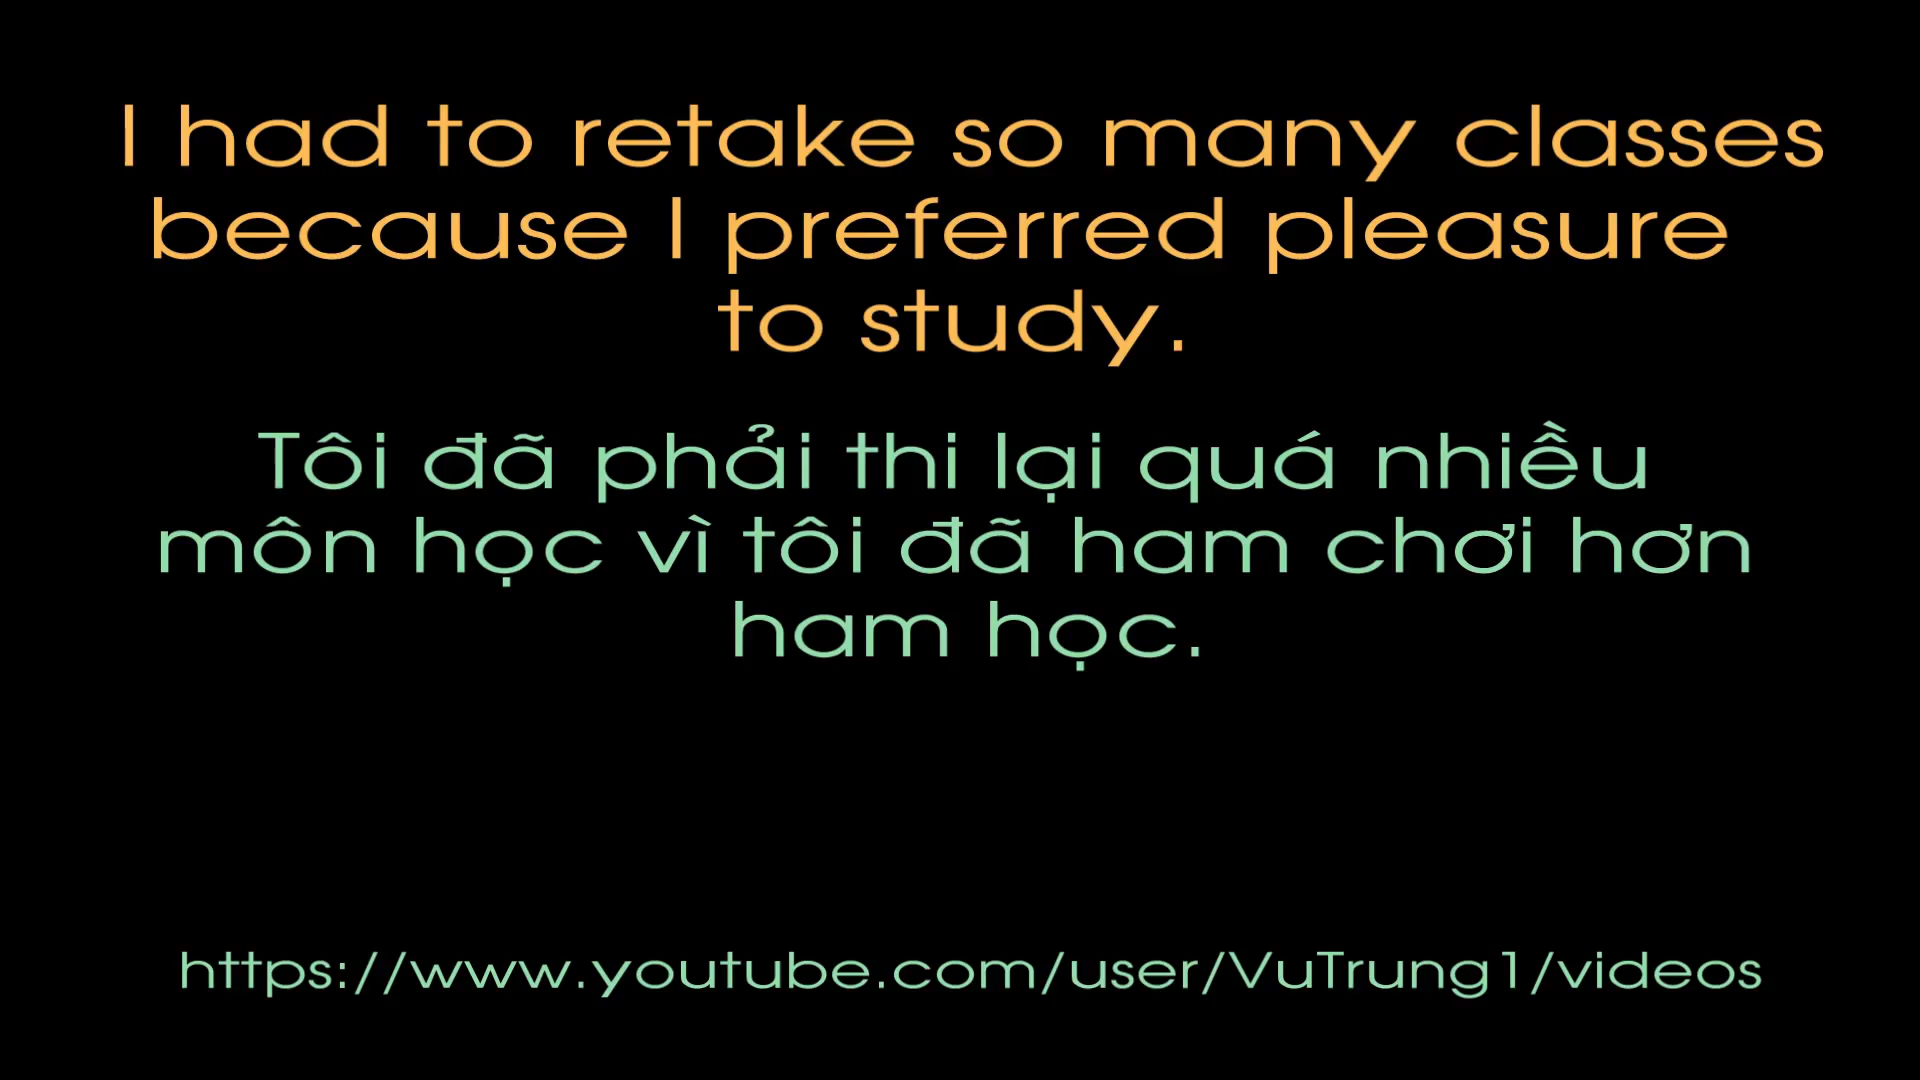 I had to retake so many classes
because I preferred pleasure
to study.
Tôi đã phải thi lại quá nhiều
môn học vì tôi đã ham chơi hơn
ham học.
https://www.youtube.com/user/VuTrung1/videos